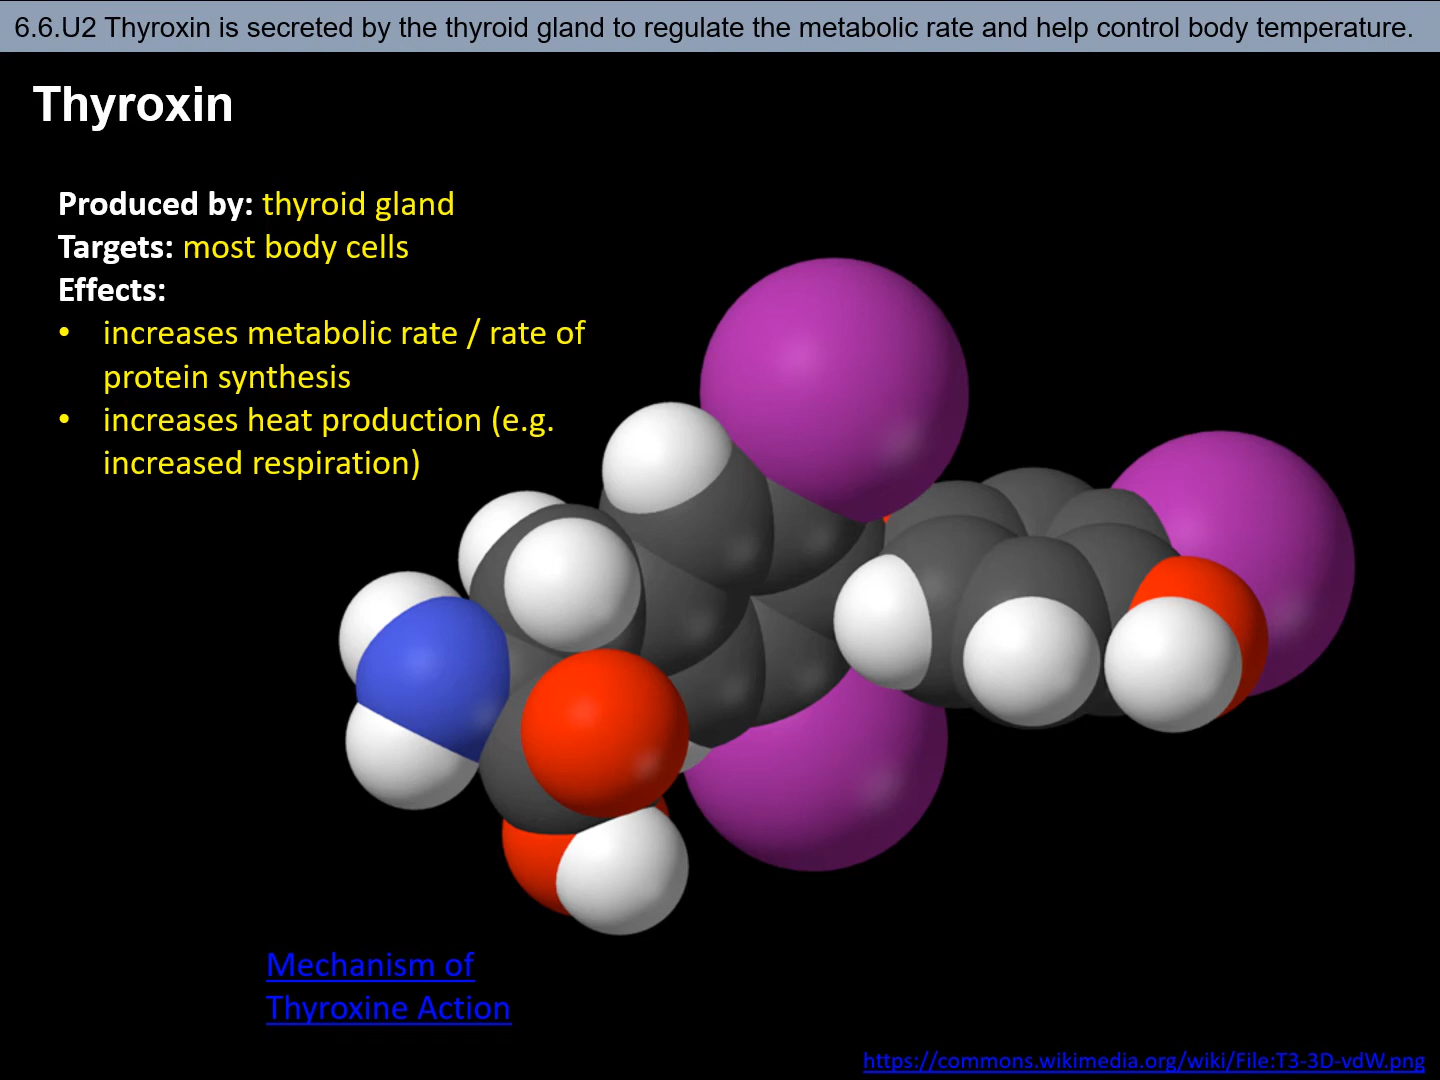 6.6.U2 Thyroxin is secreted by the thyroid gland to regulate the metabolic rate and help control body temperature.
Thyroxin
Produced by: thyroid gland
Targets: most body cells
Effects:
• increases metabolic rate / rate of
protein synthesis
• increases heat production (e.g.
increased respiration)
Mechanism of
Thyroxine Action
https://commons.wikimedia.org/wiki/File:T3-3D-vdW.png